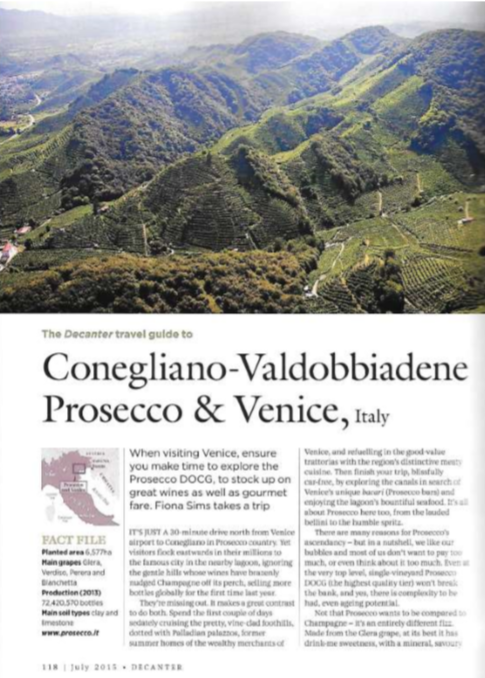 The Decanter travel guide to
Conegliano-Valdobbiadene
Prosecco & Venice, Italy
When visiting Venice, ensure
you make time to explore the
Prosecco DOCG, to stock up on
great wines as well as gourmet
fare. Fiona Sims takes a trip
FACT FILE
Planted area 6,577ha
Main grapes Glera,
Verdiso, Perera and
Bianchetta
Production (2013)
72,420,570 bottles
Main soil types clay and
limestone
www.prosecco.it
IT'S JUST A 30-minute drive north from Venice
airport to Conegliano in Prosecco country. Yet
visitors flock eastwards in their millions to
the famous city in the nearby lagoon, ignoring
the gentle hills whose wines have brazenly
nudged Champagne off its perch, selling more
bottles globally for the first time last year.
They're missing out. It makes a great contrast
to do both. Spend the first couple of days
sedately cruising the pretty, vine-clad foothills,
dotted with Palladian palazzos, former
summer homes of the wealthy merchants of
Venice, and refuelling in the good-value
trattorias with the region's distinctive meaty
cuisine. Then finish your trip, blissfully
car-free, by exploring the canals in search of
Venice's unique bacari (Prosecco bars) and
enjoying the lagoon's bountiful seafood. It's all
about Prosecco here too, from the lauded
bellini to the humble spritz.
There are many reasons for Prosecco's
ascendancy – but in a nutshell, we like our
bubbles and most of us don't want to pay too
much, or even think about it too much. Even at
the very top level, single-vineyard Prosecco
DOCG (the highest quality tier) won't break
the bank, and yes, there is complexity to be
had, even ageing potential.
Not that Prosecco wants to be compared to
Champagne – it's an entirely different fizz.
Made from the Glera grape, at its best it has
drink-me sweetness, with a mineral, savoury
118 | July 2015 • DECANTER